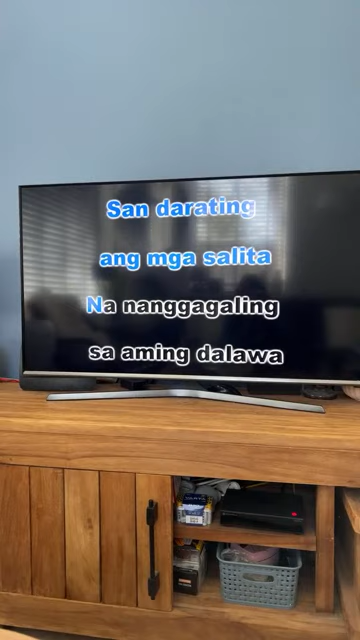 San darating
ang mga salita
Na nanggagaling
sa aming dalawa